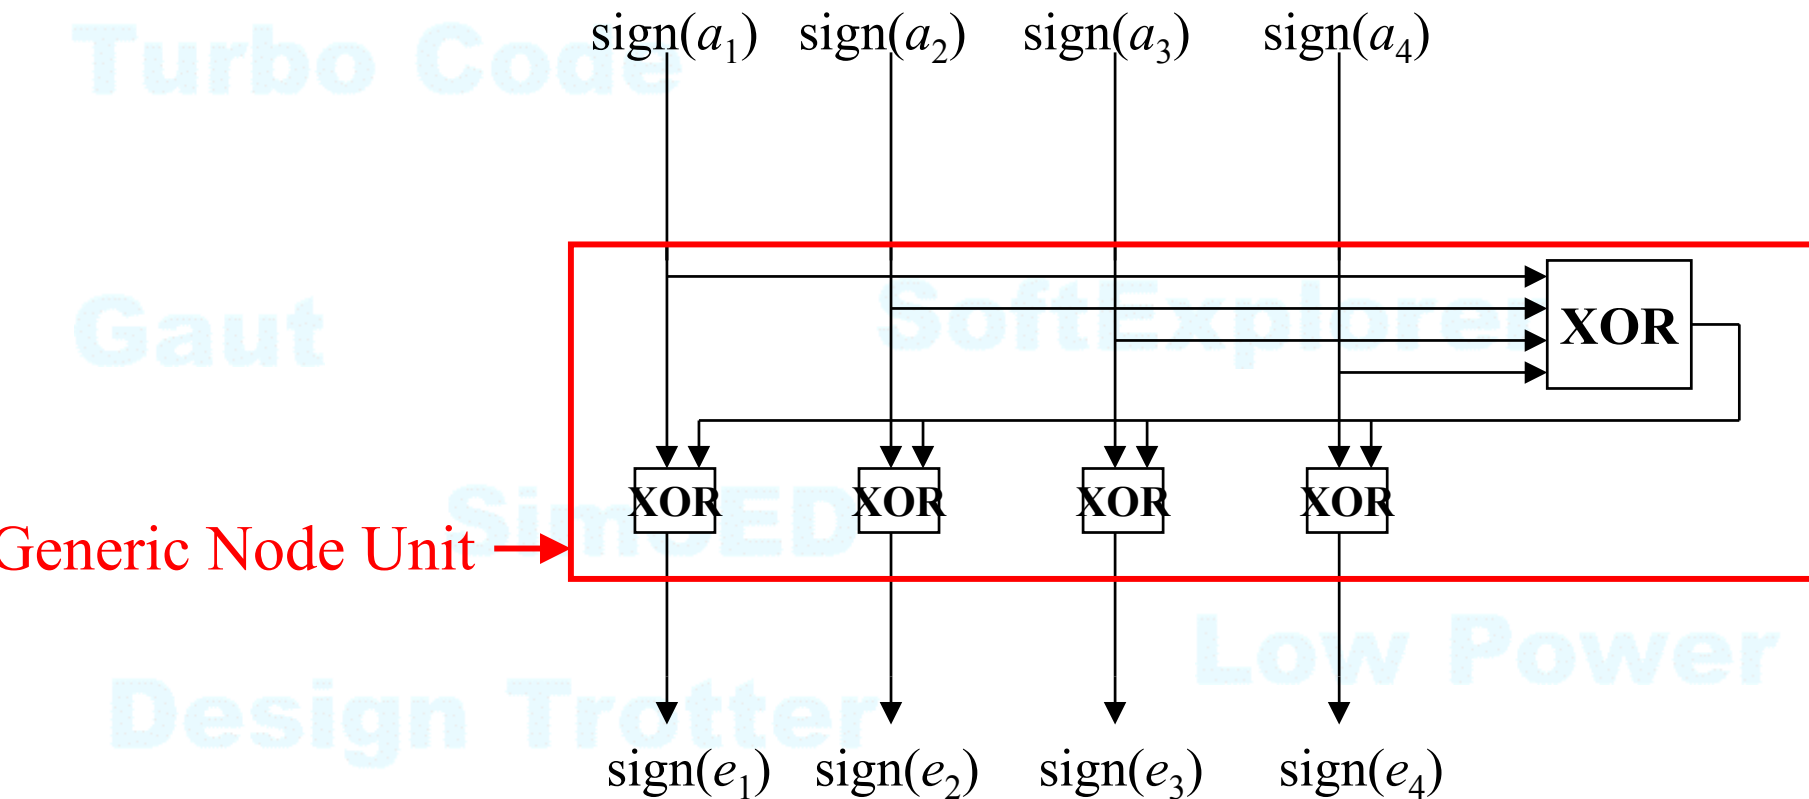 sign(a1) sign(a2) sign(a3) sign(a4)
Turbo Code
Gaut
SoftExplorer
XOR
XOR XOR XOR XOR
Generic Node Unit
Low Power
Design Trotter
sign(e1) sign(e2) sign(e3) sign(e4)